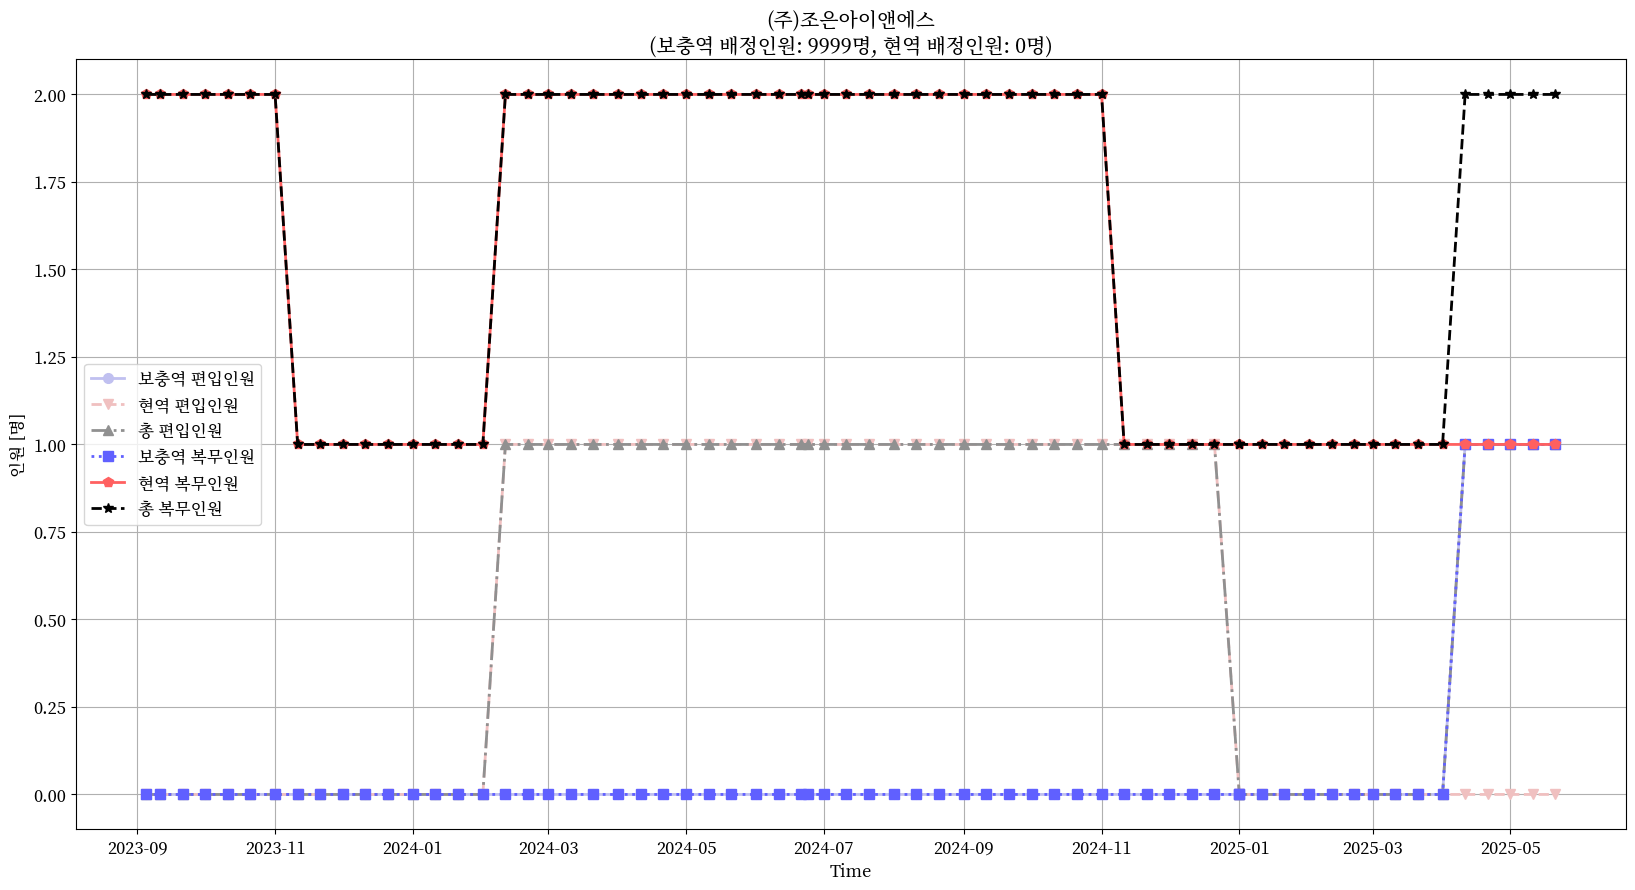 (주)조은아이앤에스
(보충역 배정인원: 9999명, 현역 배정인원: 0명)
2.00
1.75
1.50
1.25
1.00
0.75
0.50
0.25
0.00
인원 [명]
보충역 편입인원
현역 편입인원
총 편입인원
보충역 복무인원
현역 복무인원
총 복무인원
2023-09
2023-11
2024-01
2024-03
2024-05
2024-07
2024-09
2024-11
2025-01
2025-03
2025-05
Time